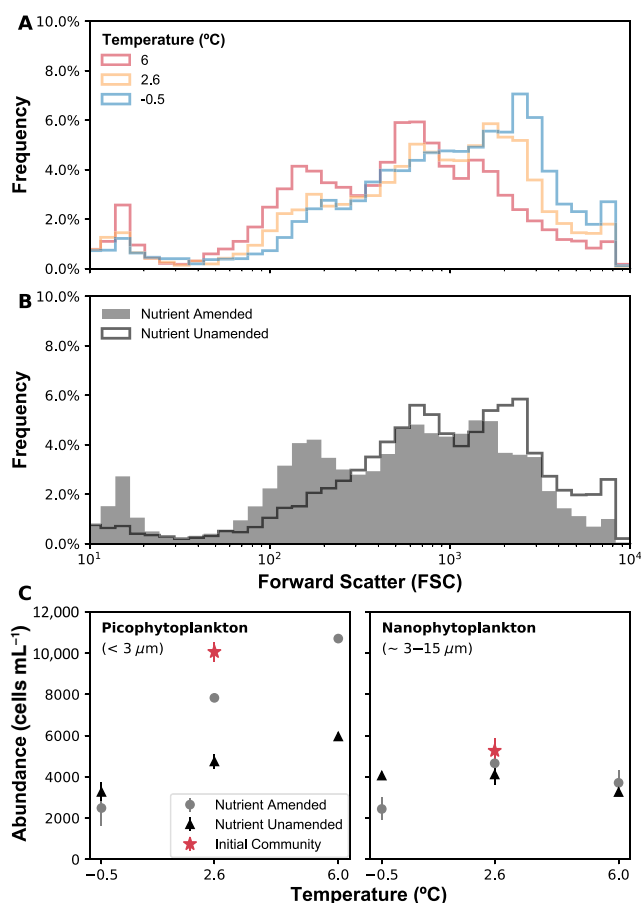 A
10.0%
8.0%
6.0%
4.0%
2.0%
0.0%
Frequency
Temperature (ºC)
6
2.6
-0.5
B
10.0%
8.0%
6.0%
4.0%
2.0%
0.0%
Frequency
Nutrient Amended
Nutrient Unamended
10¹ 10² 10³ 10⁴
Forward Scatter (FSC)
C
12,000
10,000
8000
6000
4000
2000
0
Abundance (cells mL⁻¹)
Picophytoplankton
(< 3 μm)
Nutrient Amended
Nutrient Unamended
Initial Community
Nanophytoplankton
(~ 3−15 μm)
−0.5 2.6 6.0 −0.5 2.6 6.0
Temperature (ºC)